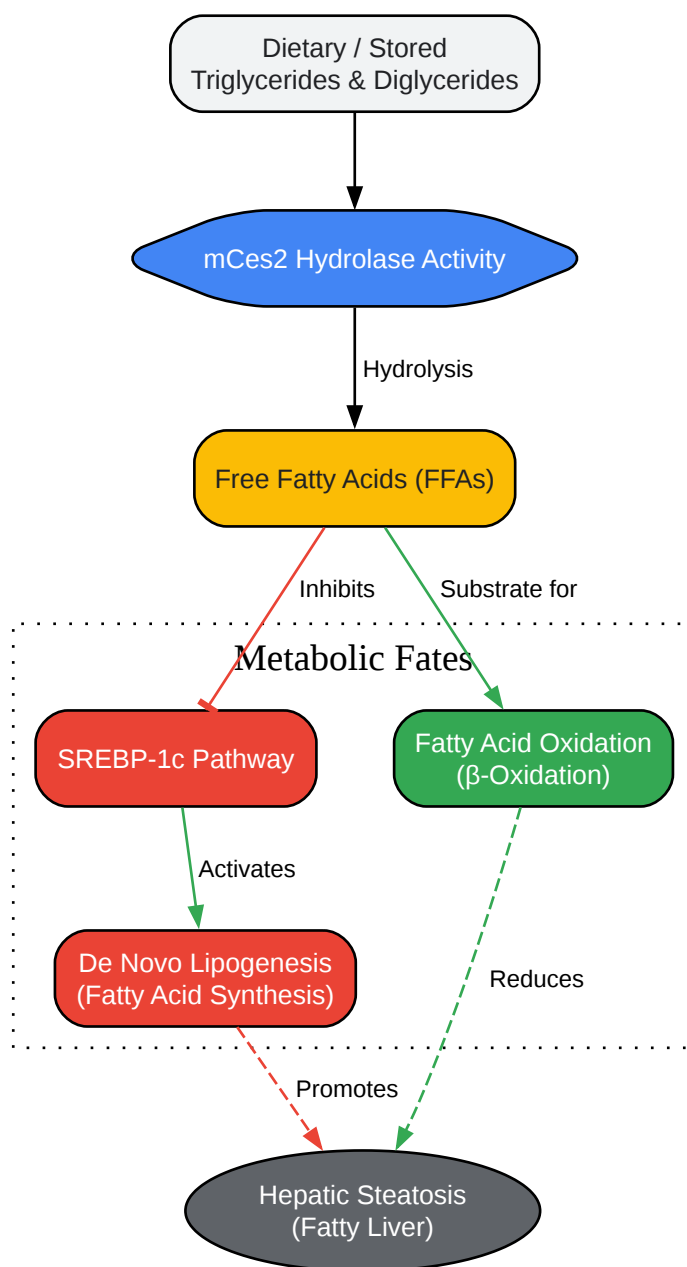 Dietary / Stored
Triglycerides & Diglycerides
mCes2 Hydrolase Activity
Hydrolysis
Free Fatty Acids (FFAs)
Inhibits
Substrate for
Metabolic Fates
SREBP-1c Pathway
Fatty Acid Oxidation
(β-Oxidation)
Activates
De Novo Lipogenesis
(Fatty Acid Synthesis)
Reduces
Promotes
Hepatic Steatosis
(Fatty Liver)